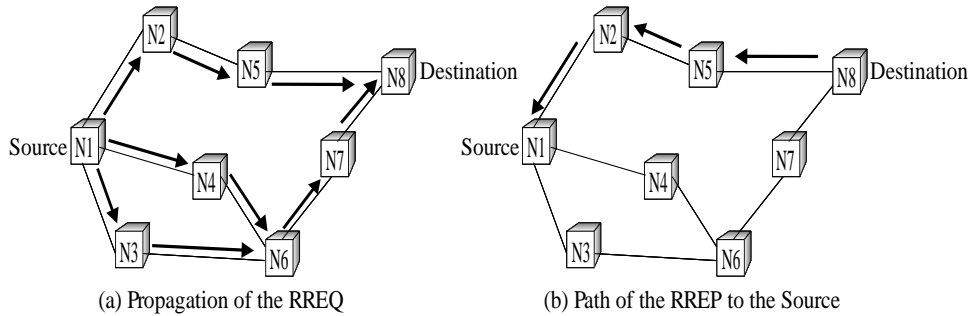 N2
N5
N8 Destination
Source N1
N7
N4
N3
N6
(a) Propagation of the RREQ
N2
N5
N8 Destination
Source N1
N7
N4
N3
N6
(b) Path of the RREP to the Source